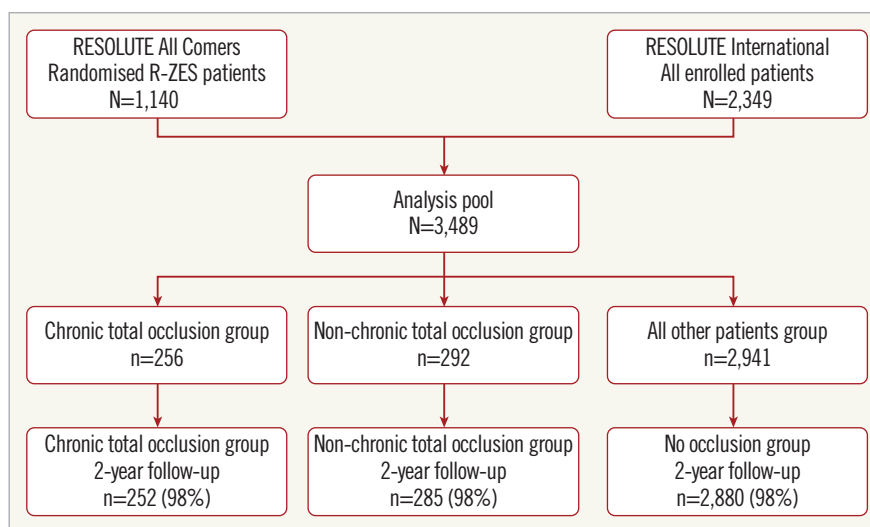 RESOLUTE All Comers
Randomised R-ZES patients
N=1,140
RESOLUTE International
All enrolled patients
N=2,349
Analysis pool
N=3,489
Chronic total occlusion group
n=256
Non-chronic total occlusion group
n=292
All other patients group
n=2,941
Chronic total occlusion group
2-year follow-up
n=252 (98%)
Non-chronic total occlusion group
2-year follow-up
n=285 (98%)
No occlusion group
2-year follow-up
n=2,880 (98%)